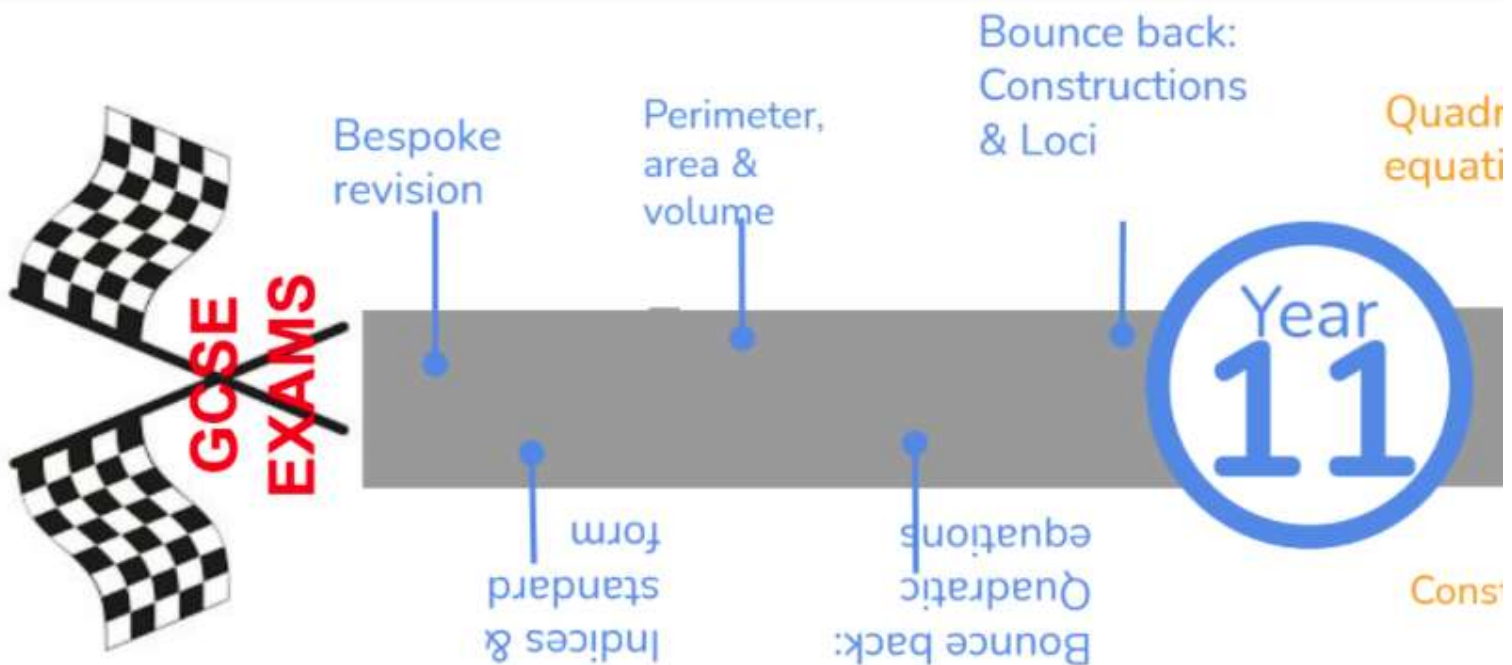 Bespoke
revision
Perimeter,
area &
volume
Bounce back:
Constructions
& Loci
GCSE
EXAMS
Year
11
Indices &
standard
form
Bounce back:
Quadratic
equations